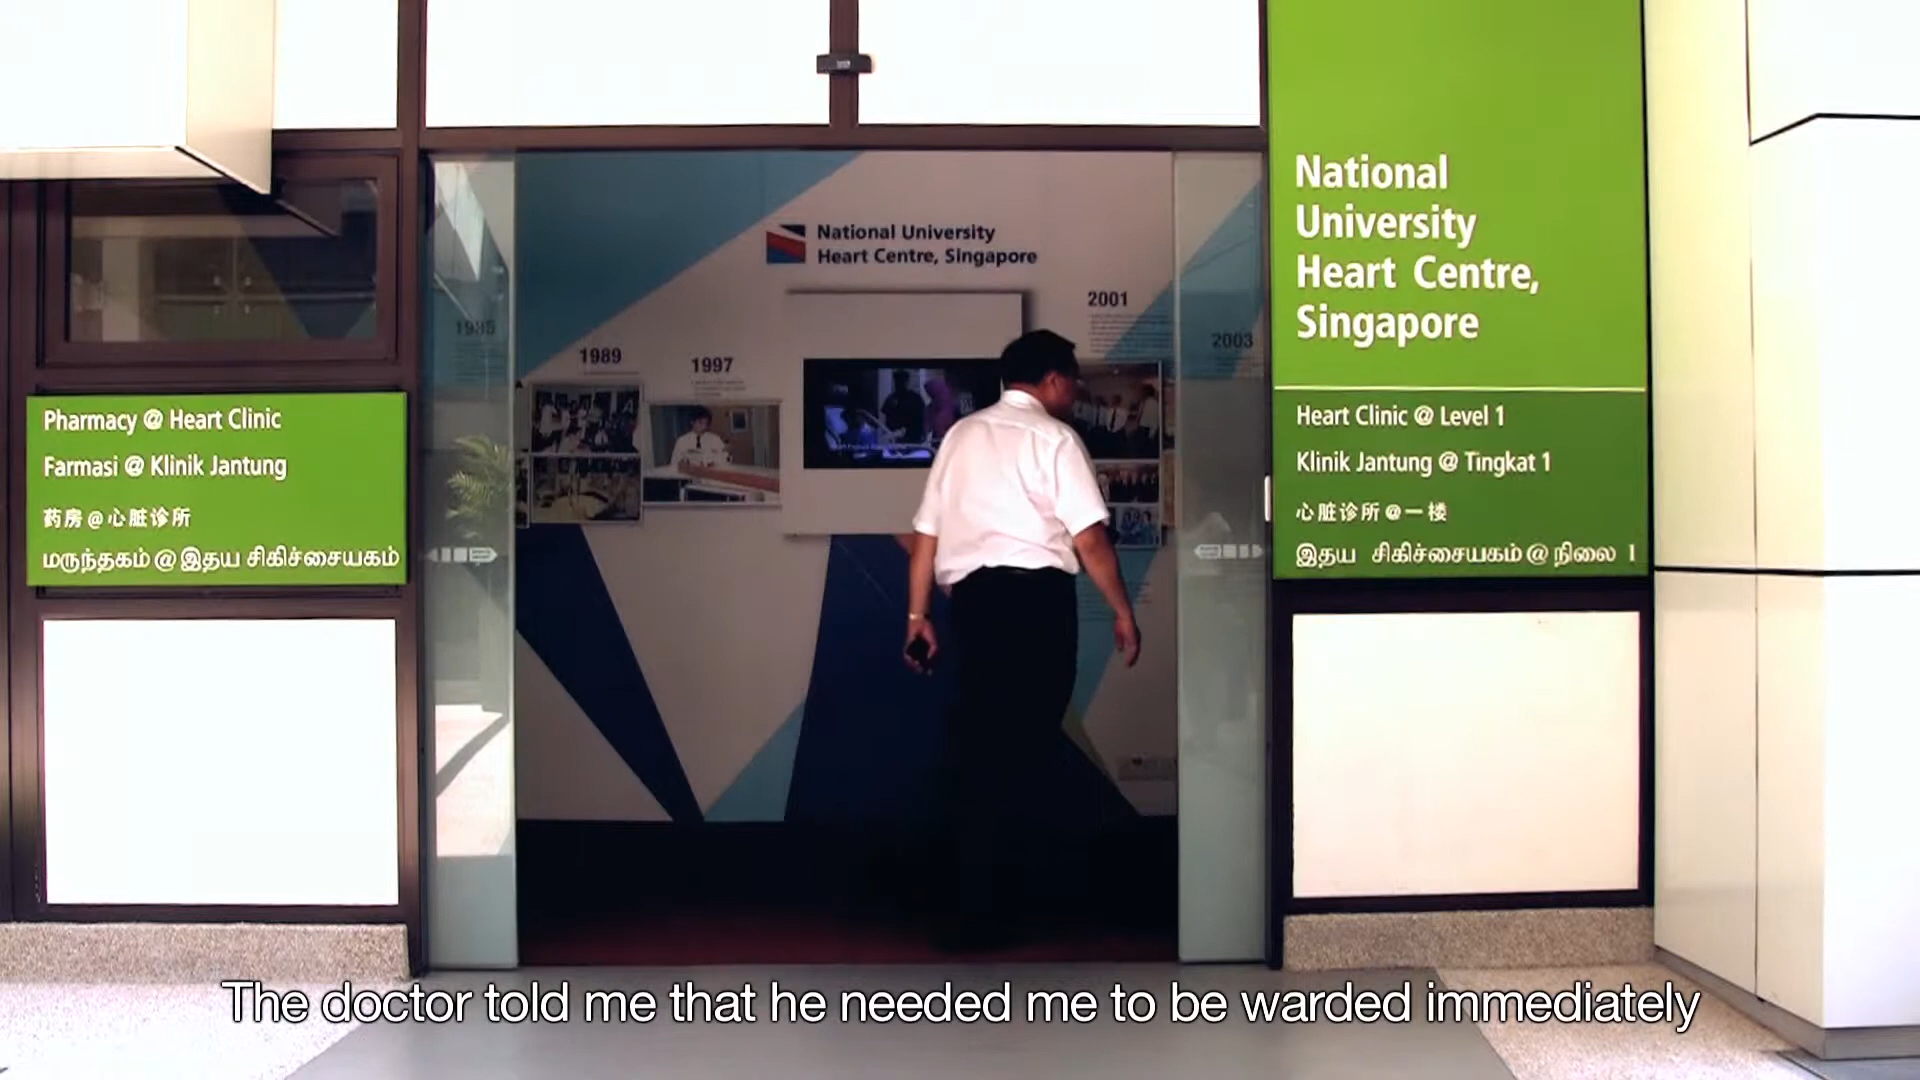 National University
Heart Centre, Singapore
1985
1989
1997
2001
2003
Pharmacy @ Heart Clinic
Farmasi @ Klinik Jantung
药房@心脏诊所
மருந்தகம் @ இதய சிகிச்சையகம்
National
University
Heart Centre,
Singapore
Heart Clinic @ Level 1
Klinik Jantung @ Tingkat 1
心脏诊所@一楼
இதய சிகிச்சையகம் @ நிலை 1
The doctor told me that he needed me to be warded immediately